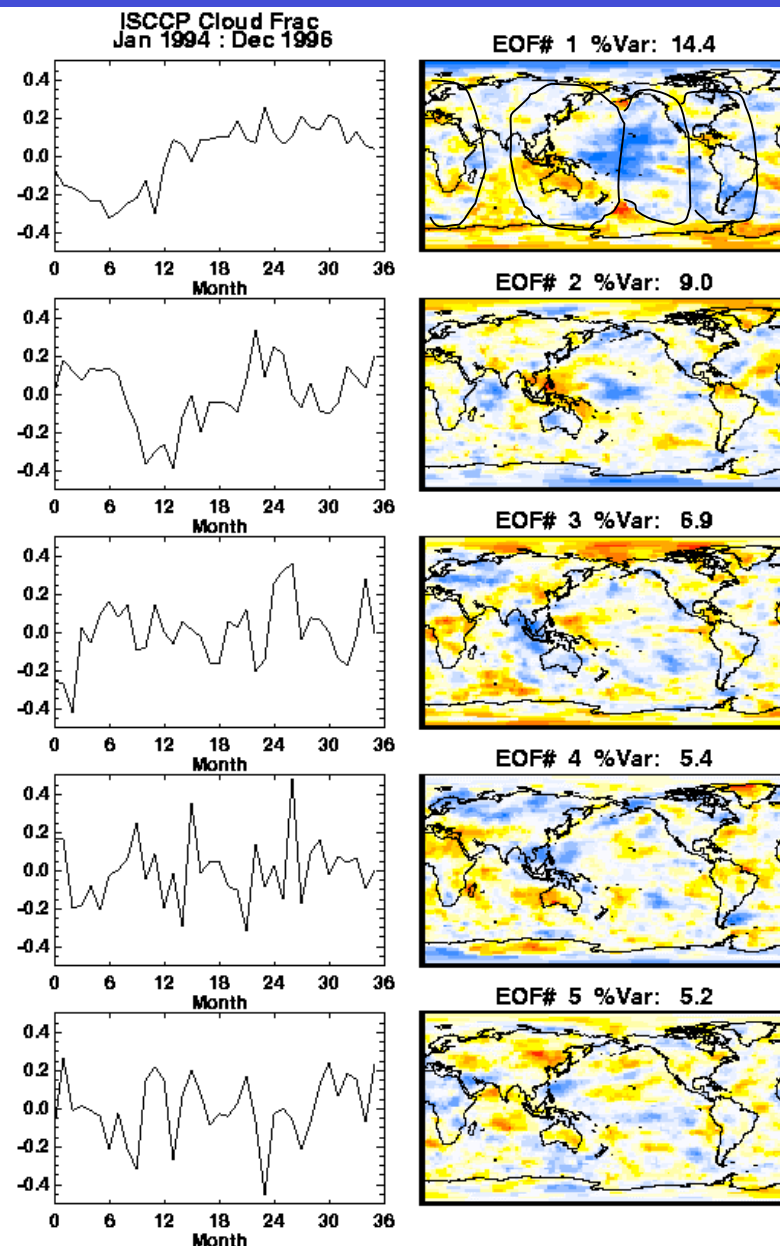 ISCCP Cloud Frac
Jan 1994 : Dec 1996
0.4
0.2
0.0
-0.2
-0.4
0 6 12 18 24 30 36
Month
EOF# 1 %Var: 14.4
0.4
0.2
0.0
-0.2
-0.4
0 6 12 18 24 30 36
Month
EOF# 2 %Var: 9.0
0.4
0.2
0.0
-0.2
-0.4
0 6 12 18 24 30 36
Month
EOF# 3 %Var: 6.9
0.4
0.2
0.0
-0.2
-0.4
0 6 12 18 24 30 36
Month
EOF# 4 %Var: 5.4
0.4
0.2
0.0
-0.2
-0.4
0 6 12 18 24 30 36
Month
EOF# 5 %Var: 5.2